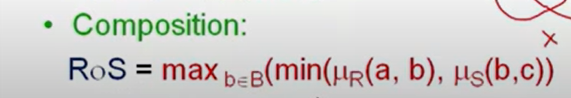 • Composition:
RoS = max b∈B(min(μR(a, b), μS(b,c))
x